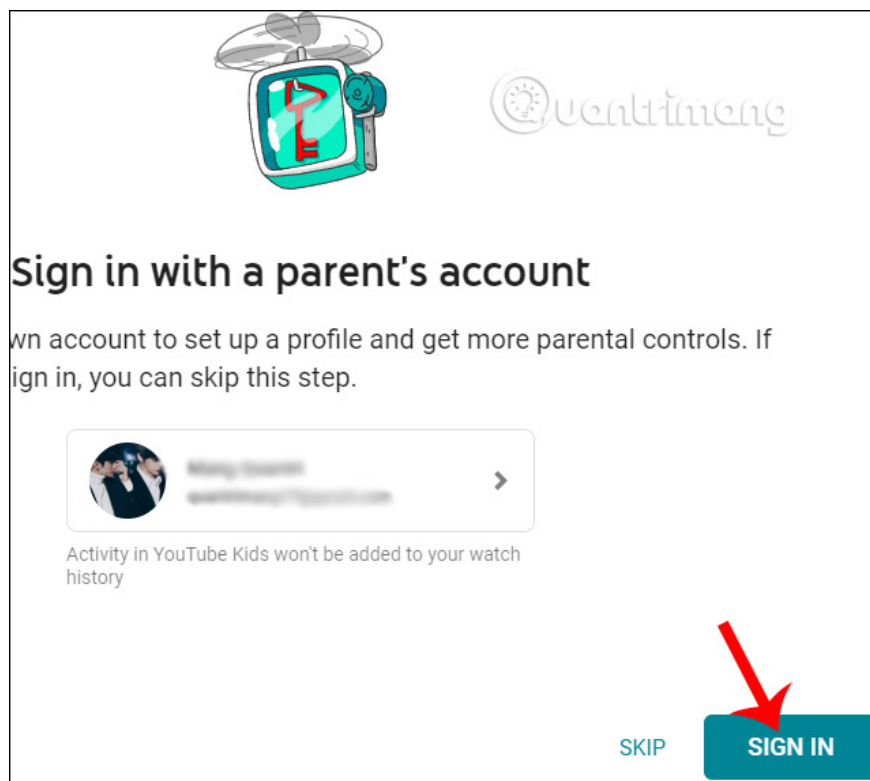 Quantrimang
Sign in with a parent's account
wn account to set up a profile and get more parental controls. If
ign in, you can skip this step.
Activity in YouTube Kids won't be added to your watch
history
SKIP
SIGN IN